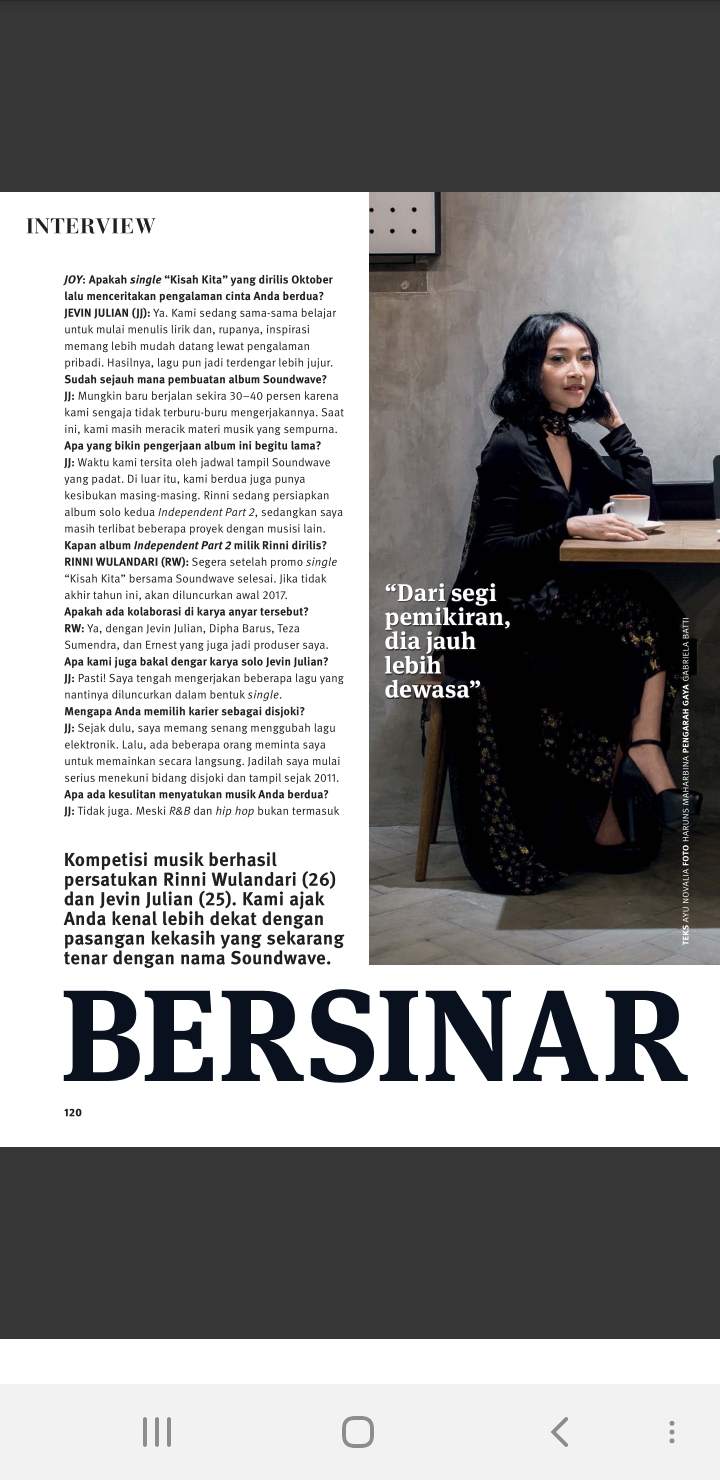 INTERVIEW
JOY: Apakah single “Kisah Kita” yang dirilis Oktober
lalu menceritakan pengalaman cinta Anda berdua?
JEVIN JULIAN (JJ): Ya. Kami sedang sama-sama belajar
untuk mulai menulis lirik dan, rupanya, inspirasi
memang lebih mudah datang lewat pengalaman
pribadi. Hasilnya, lagu pun jadi terdengar lebih jujur.
Sudah sejauh mana pembuatan album Soundwave?
JJ: Mungkin baru berjalan sekira 30–40 persen karena
kami sengaja tidak terburu-buru mengerjakannya. Saat
ini, kami masih meracik materi musik yang sempurna.
Apa yang bikin pengerjaan album ini begitu lama?
JJ: Waktu kami tersita oleh jadwal tampil Soundwave
yang padat. Di luar itu, kami berdua juga punya
kesibukan masing-masing. Rinni sedang persiapkan
album solo kedua Independent Part 2, sedangkan saya
masih terlibat beberapa proyek dengan musisi lain.
Kapan album Independent Part 2 milik Rinni dirilis?
RINNI WULANDARI (RW): Segera setelah promo single
“Kisah Kita” bersama Soundwave selesai. Jika tidak
akhir tahun ini, akan diluncurkan awal 2017.
Apakah ada kolaborasi di karya anyar tersebut?
RW: Ya, dengan Jevin Julian, Dipha Barus, Teza
Sumendra, dan Ernest yang juga jadi produser saya.
Apa kami juga bakal dengar karya solo Jevin Julian?
JJ: Pasti! Saya tengah mengerjakan beberapa lagu yang
nantinya diluncurkan dalam bentuk single.
Mengapa Anda memilih karier sebagai disjoki?
JJ: Sejak dulu, saya memang senang menggubah lagu
elektronik. Lalu, ada beberapa orang meminta saya
untuk memainkan secara langsung. Jadilah saya mulai
serius menekuni bidang disjoki dan tampil sejak 2011.
Apa ada kesulitan menyatukan musik Anda berdua?
JJ: Tidak juga. Meski R&B dan hip hop bukan termasuk
Kompetisi musik berhasil
persatukan Rinni Wulandari (26)
dan Jevin Julian (25). Kami ajak
Anda kenal lebih dekat dengan
pasangan kekasih yang sekarang
tenar dengan nama Soundwave.
“Dari segi
pemikiran,
dia jauh
lebih
dewasa”
TEKS AYU NOVALIA FOTO HARUNS MAHARBINA PENGARAH GAYA GABRIELA BATTI
BERSINAR
120